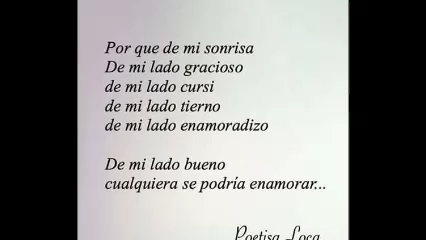 Por que de mi sonrisa
De mi lado gracioso
de mi lado cursi
de mi lado tierno
de mi lado enamoradizo
De mi lado bueno
cualquiera se podría enamorar...
Poetisa Loca